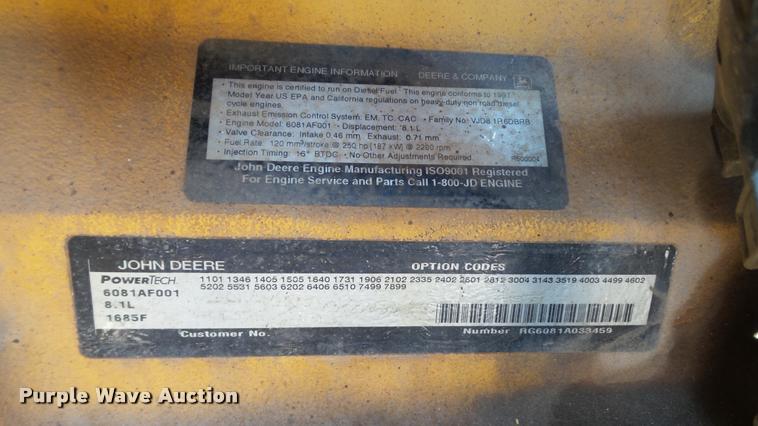 IMPORTANT ENGINE INFORMATION DEERE & COMPANY
• This engine is certified to run on Diesel Fuel. This engine conforms to 1997
Model Year US EPA and California regulations on heavy-duty non road diesel
cycle engines.
• Exhaust Emission Control System: EM, TC, CAC • Family No:
• Engine Model: 6081AF001 • Displacement: 8.1 L
• Valve Clearance: Intake 0.46 mm Exhaust: 0.71 mm
• Fuel Rate: 120 mm³/stroke @ 250 hp (187 kW) @ 2200 rpm
• Injection Timing: 16° BTDC • No Other Adjustments Required. R500004
John Deere Engine Manufacturing ISO9001 Registered
For Engine Service and Parts Call 1-800-JD ENGINE
JOHN DEERE OPTION CODES
POWERTECH 1101 1346 1405 1505 1640 1731 1906 2102 2335 2402 2601 2812 3004 3143 3519 4003 4499 4602
6081AF001 5202 5531 5603 6202 6406 6510 7499 7899
8.1L
1685F
Customer No. Number RG6081A033459
Purple Wave Auction